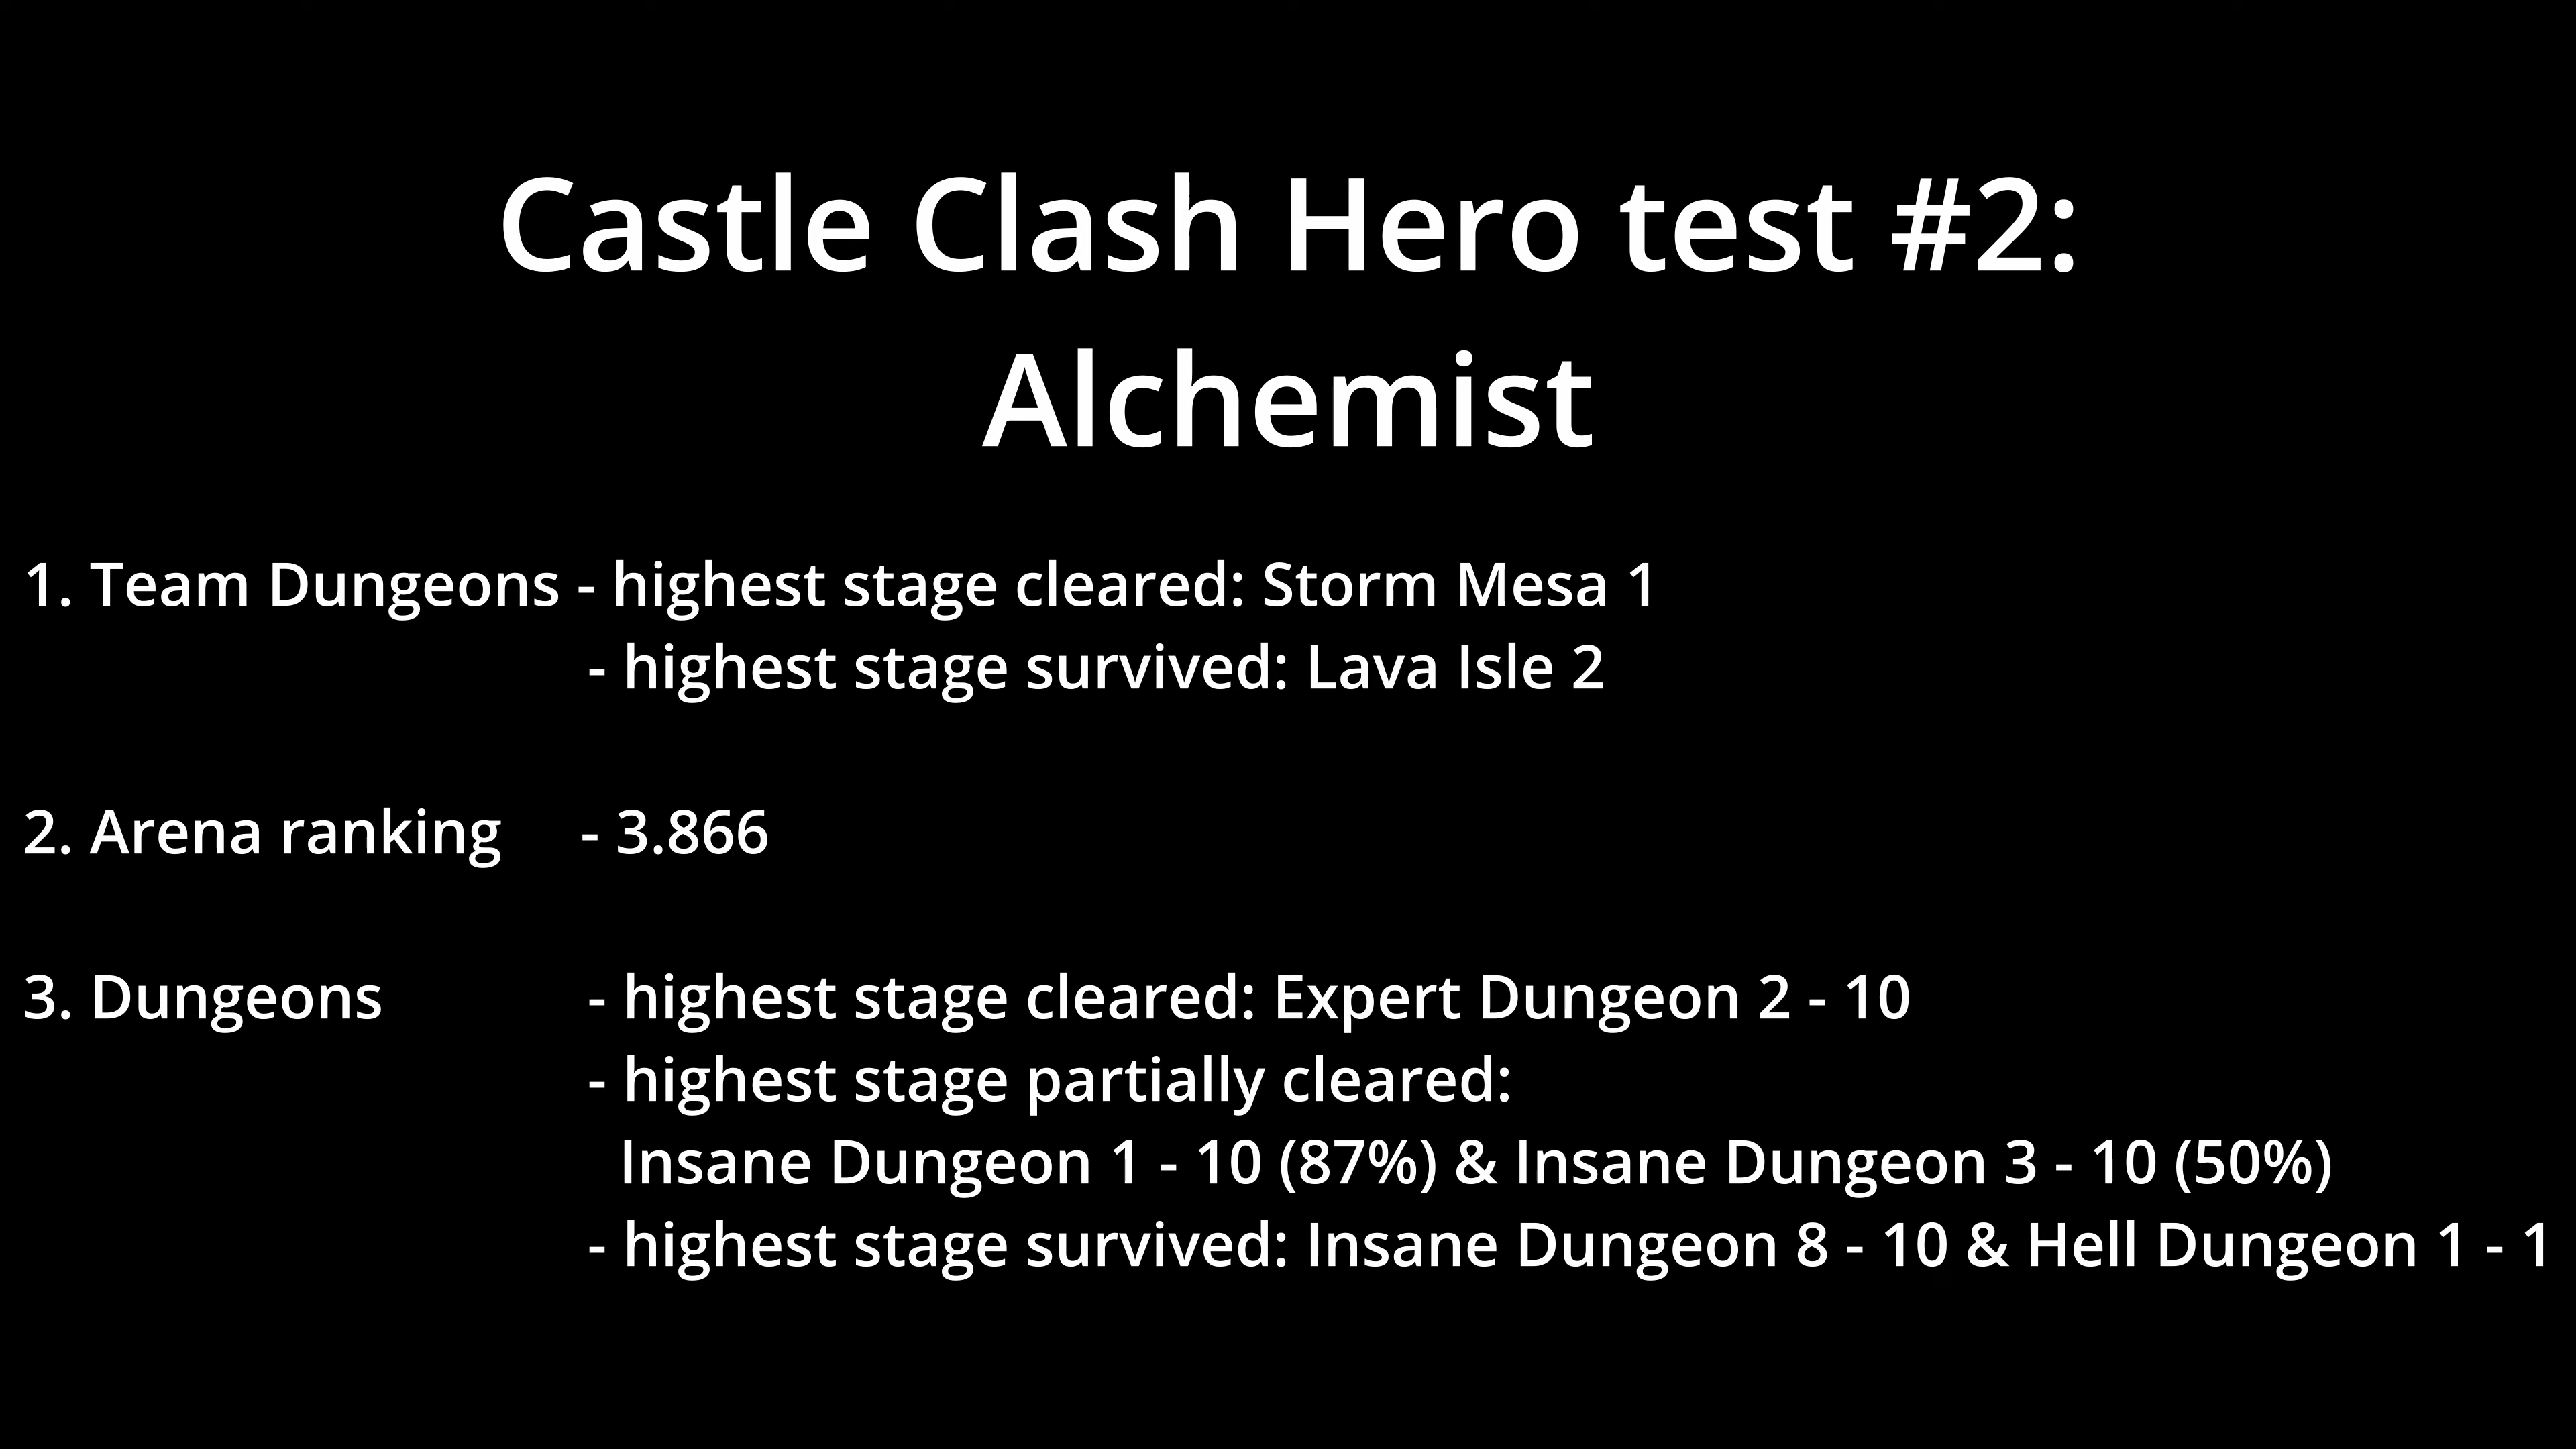 Castle Clash Hero test #2:
Alchemist
1. Team Dungeons - highest stage cleared: Storm Mesa 1
- highest stage survived: Lava Isle 2
2. Arena ranking - 3.866
3. Dungeons - highest stage cleared: Expert Dungeon 2 - 10
- highest stage partially cleared:
Insane Dungeon 1 - 10 (87%) & Insane Dungeon 3 - 10 (50%)
- highest stage survived: Insane Dungeon 8 - 10 & Hell Dungeon 1 - 1